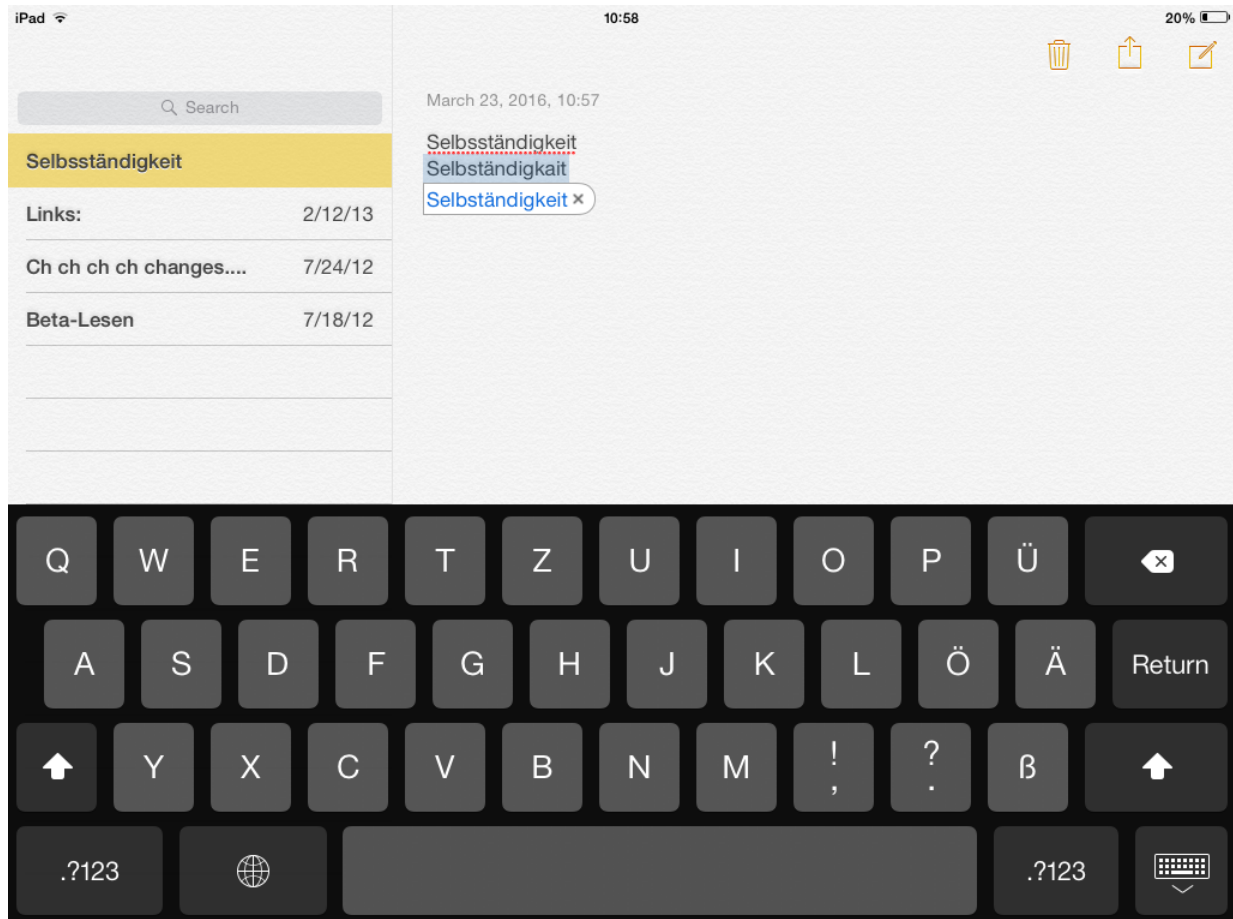 iPad 10:58 20%
Search
Selbsständigkeit
Links: 2/12/13
Ch ch ch ch changes.... 7/24/12
Beta-Lesen 7/18/12
March 23, 2016, 10:57
Selbsständigkeit
Selbständigkait
Selbständigkeit ×
Q W E R T Z U I O P Ü
A S D F G H J K L Ö Ä Return
Y X C V B N M ! , ? . ß
.?123 .?123